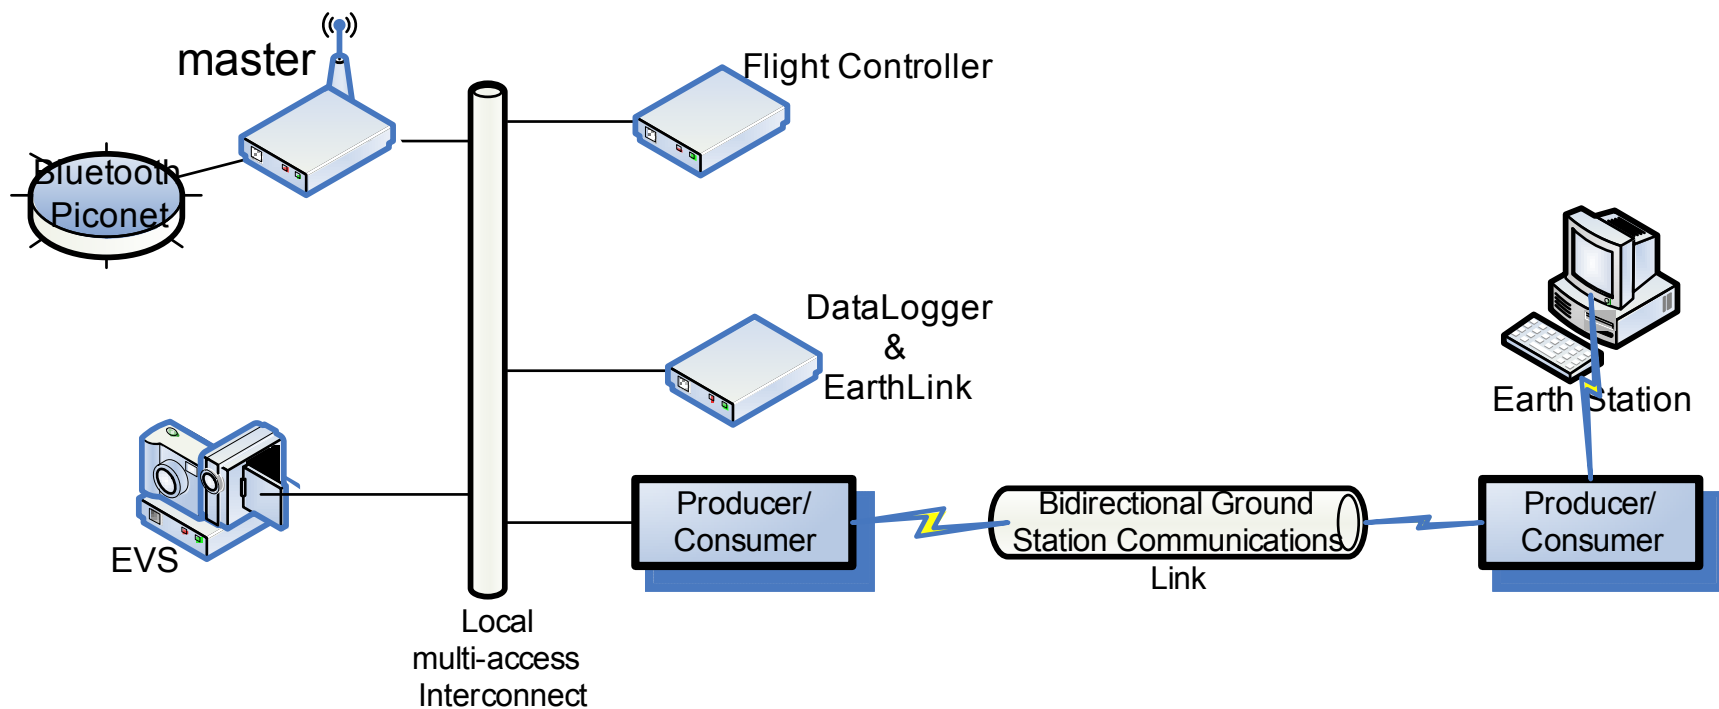 master
Flight Controller
Bluetooth
Piconet
DataLogger
&
EarthLink
Earth Station
EVS
Producer/
Consumer
Bidirectional Ground
Station Communications
Link
Producer/
Consumer
Local
multi-access
Interconnect